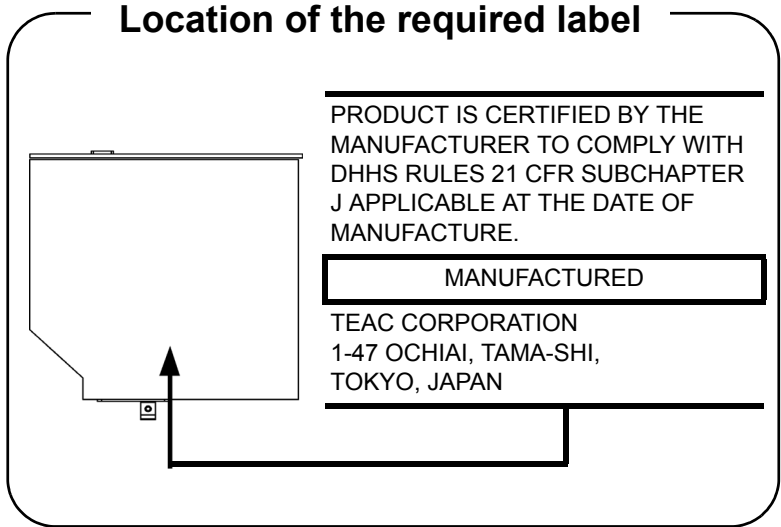 Location of the required label
PRODUCT IS CERTIFIED BY THE
MANUFACTURER TO COMPLY WITH
DHHS RULES 21 CFR SUBCHAPTER
J APPLICABLE AT THE DATE OF
MANUFACTURE.
MANUFACTURED
TEAC CORPORATION
1-47 OCHIAI, TAMA-SHI,
TOKYO, JAPAN